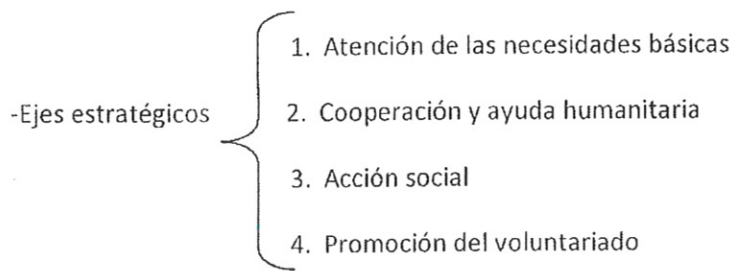 1. Atención de las necesidades básicas
-Ejes estratégicos
2. Cooperación y ayuda humanitaria
3. Acción social
4. Promoción del voluntariado